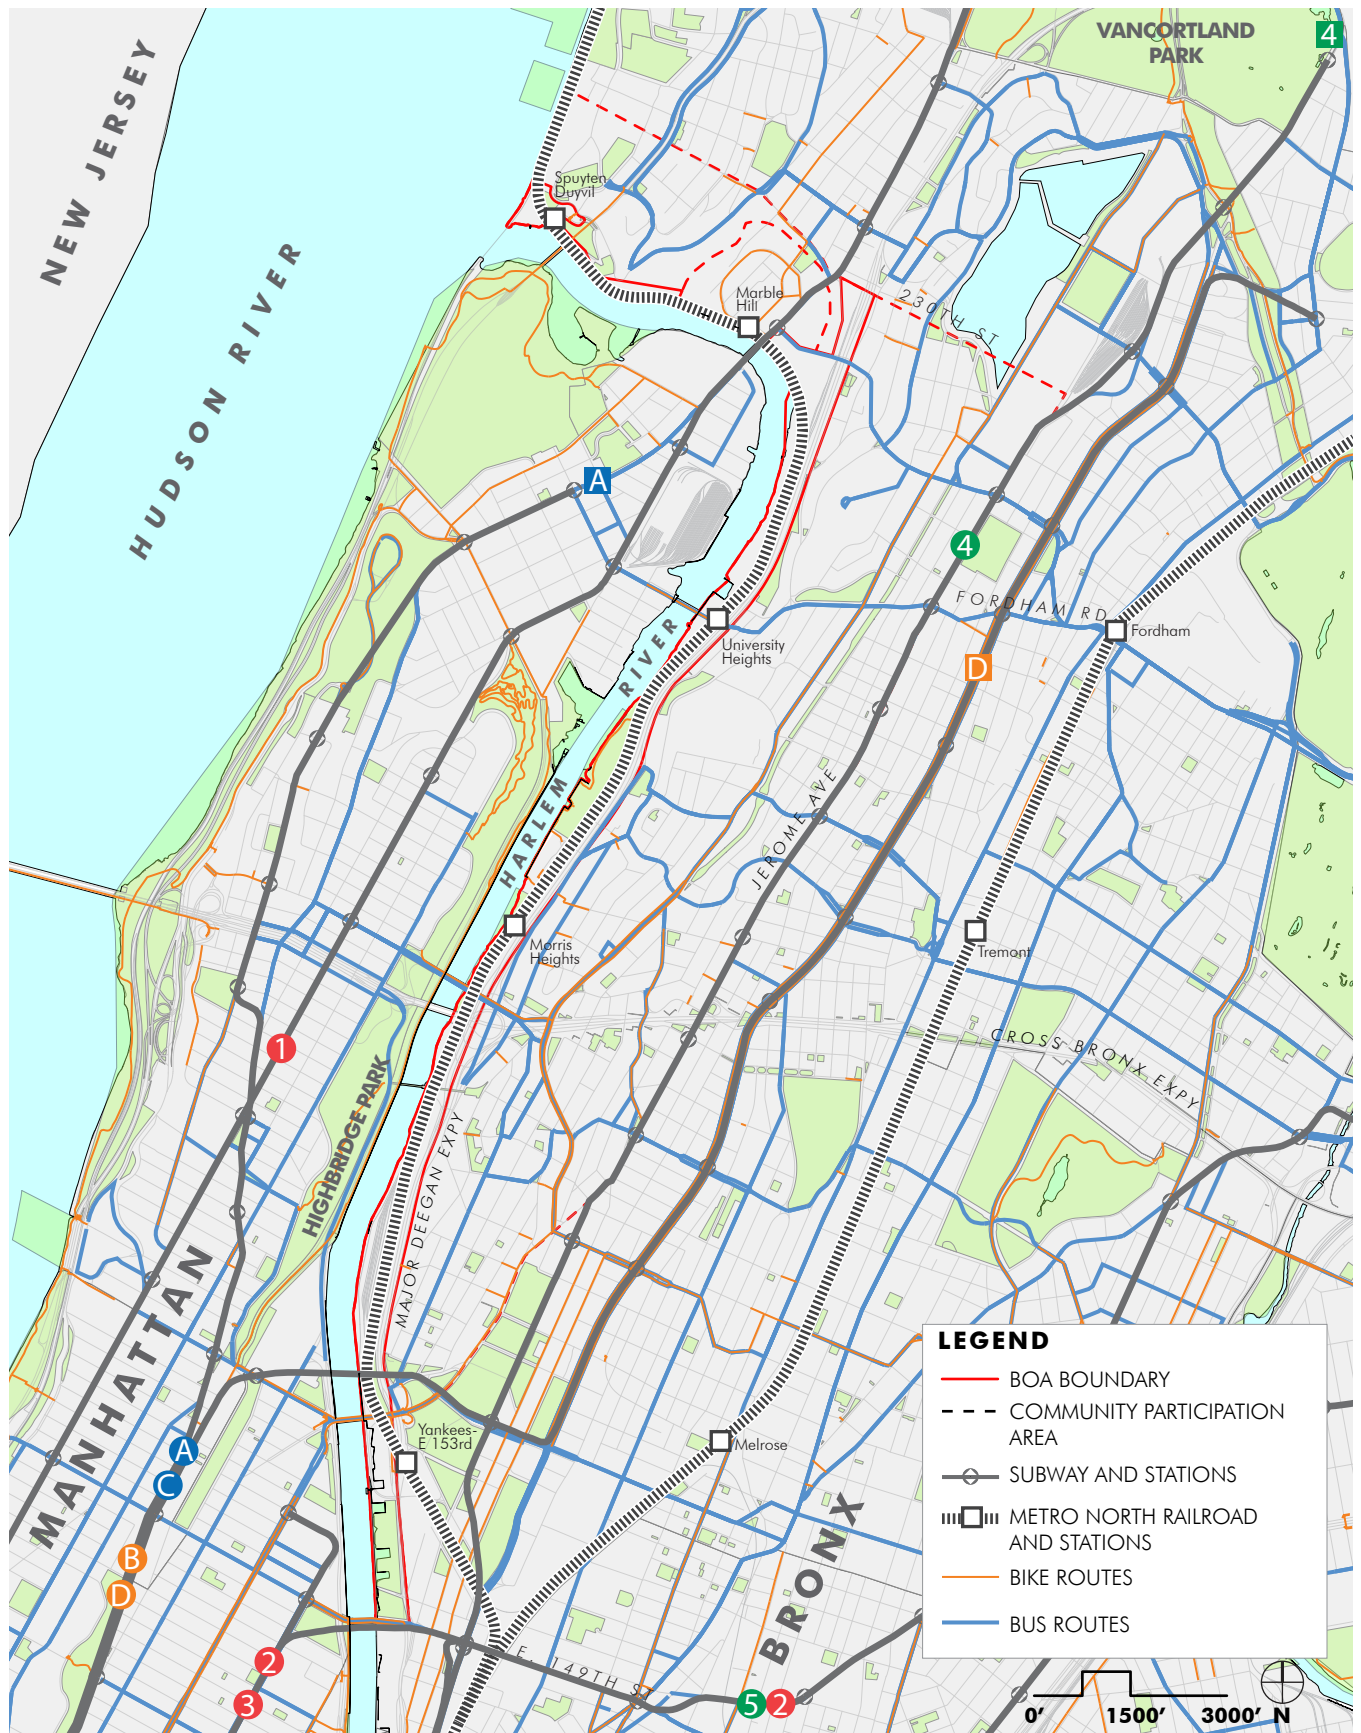 VANCORTLAND
PARK
4
NEW JERSEY
HUDSON RIVER
Spuyten
Duyvil
Marble
Hill
230TH ST
A
4
FORDHAM RD
Fordham
University
Heights
D
HARLEM RIVER
JEROME AVE
Morris
Heights
Tremont
1
CROSS BRONX EXPY
HIGHBRIDGE PARK
MAJOR DEEGAN EXPY
MANHATTAN
Yankees-
E 153rd
Melrose
A
C
B
D
2
3
E. 149TH ST
5
2
BRONX
LEGEND
BOA BOUNDARY
COMMUNITY PARTICIPATION
AREA
SUBWAY AND STATIONS
METRO NORTH RAILROAD
AND STATIONS
BIKE ROUTES
BUS ROUTES
0' 1500' 3000' N